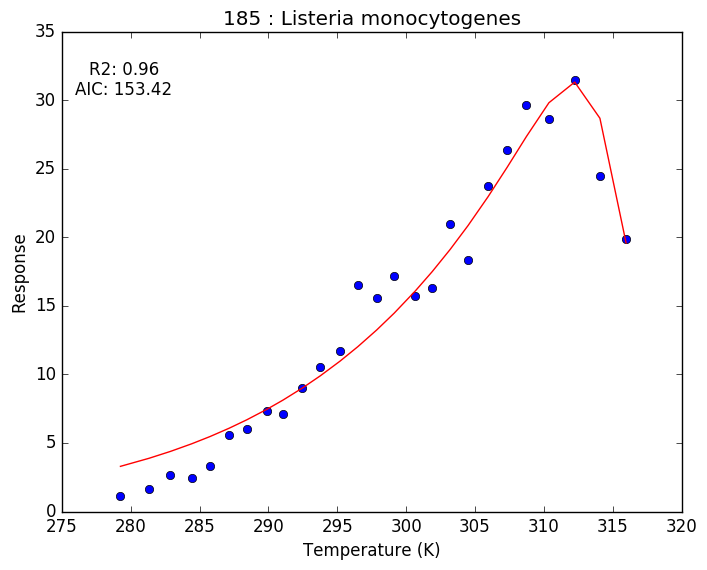 185 : Listeria monocytogenes
R2: 0.96
AIC: 153.42
35
30
25
20
15
10
5
0
Response
275 280 285 290 295 300 305 310 315 320
Temperature (K)